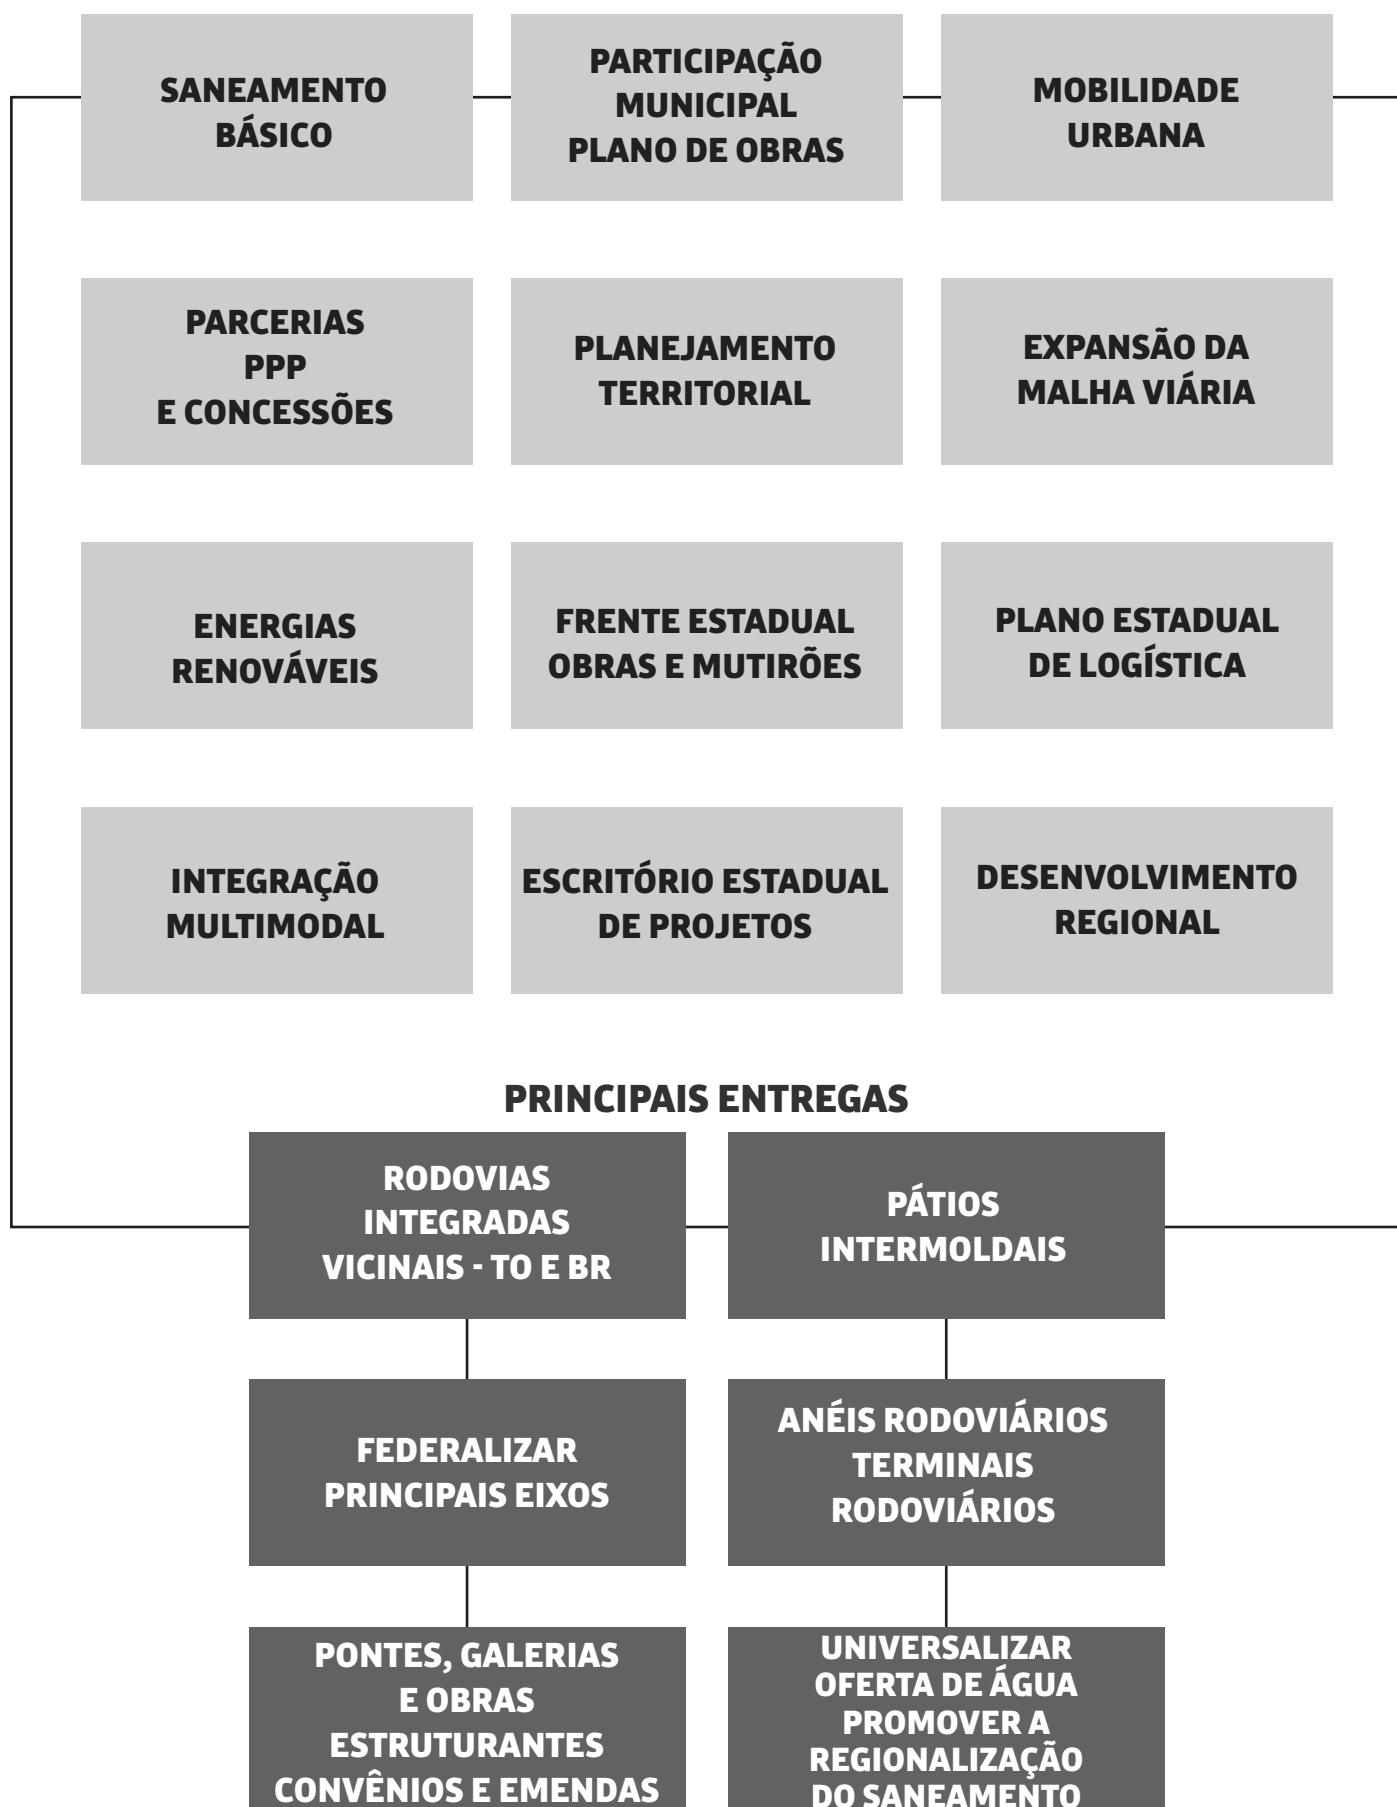 SANEAMENTO
BÁSICO
PARTICIPAÇÃO
MUNICIPAL
PLANO DE OBRAS
MOBILIDADE
URBANA
PARCERIAS
PPP
E CONCESSÕES
PLANEJAMENTO
TERRITORIAL
EXPANSÃO DA
MALHA VIÁRIA
ENERGIAS
RENOVÁVEIS
FRENTE ESTADUAL
OBRAS E MUTIRÕES
PLANO ESTADUAL
DE LOGÍSTICA
INTEGRAÇÃO
MULTIMODAL
ESCRITÓRIO ESTADUAL
DE PROJETOS
DESENVOLVIMENTO
REGIONAL
PRINCIPAIS ENTREGAS
RODOVIAS
INTEGRADAS
VICINAIS - TO E BR
PÁTIOS
INTERMOLDAIS
FEDERALIZAR
PRINCIPAIS EIXOS
ANÉIS RODOVIÁRIOS
TERMINAIS
RODOVIÁRIOS
PONTES, GALERIAS
E OBRAS
ESTRUTURANTES
CONVÊNIOS E EMENDAS
UNIVERSALIZAR
OFERTA DE ÁGUA
PROMOVER A
REGIONALIZAÇÃO
DO SANEAMENTO